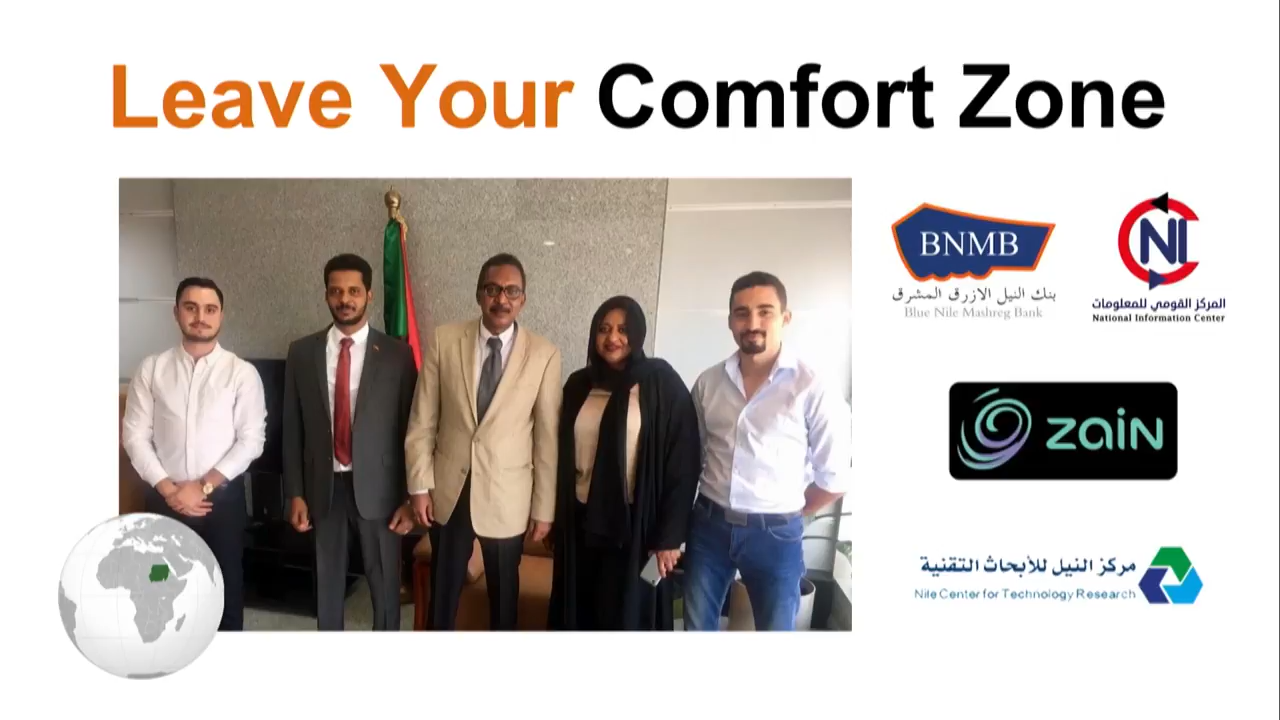 Leave Your Comfort Zone
BNMB
بنك النيل الازرق المشرق
Blue Nile Mashreg Bank
NI
المركز القومي للمعلومات
National Information Center
zain
مركز النيل للأبحاث التقنية
Nile Center for Technology Research